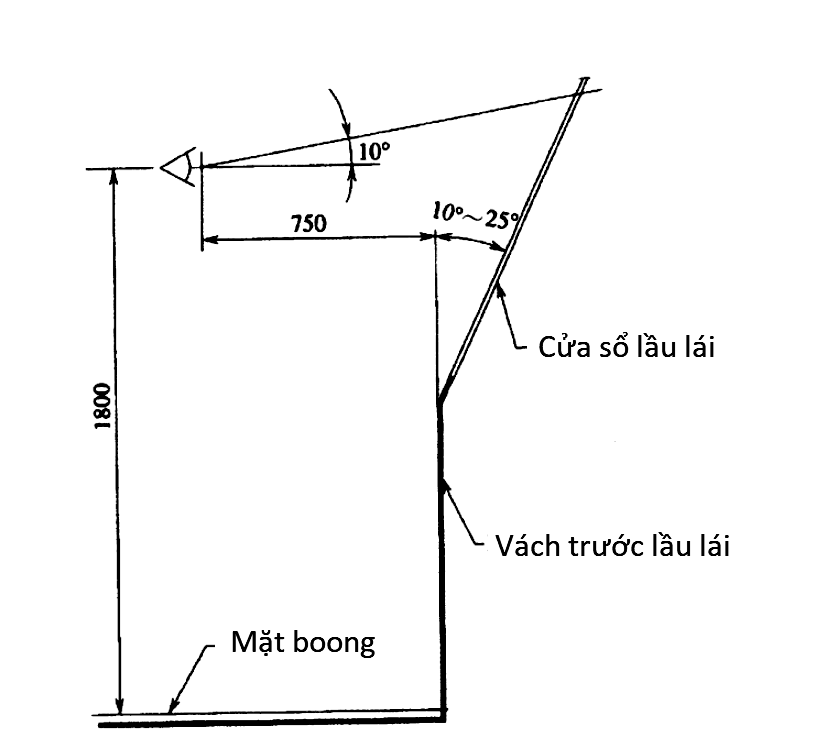 10°
750
10°~25°
Cửa sổ lầu lái
1800
Vách trước lầu lái
Mặt boong